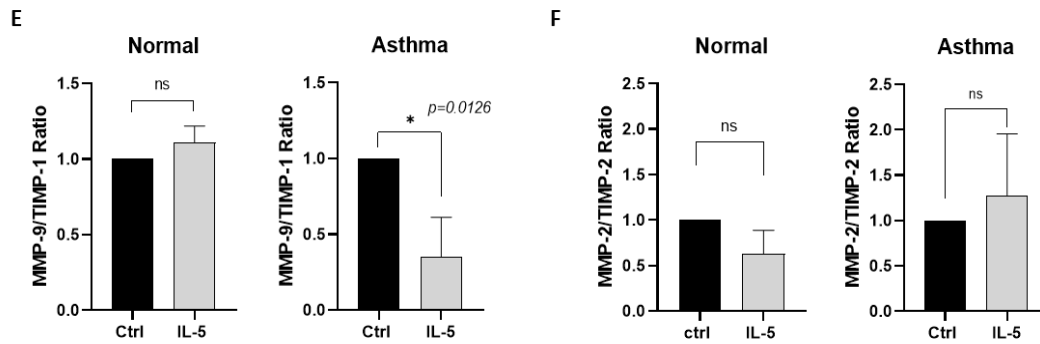 E
Normal
MMP-9/TIMP-1 Ratio
1.5
1.0
0.5
0.0
ns
Ctrl IL-5
Asthma
MMP-9/TIMP-1 Ratio
1.5
1.0
0.5
0.0
* p=0.0126
Ctrl IL-5
F
Normal
MMP-2/TIMP-2 Ratio
2.5
2.0
1.5
1.0
0.5
0.0
ns
ctrl IL-5
Asthma
MMP-2/TIMP-2 Ratio
2.5
2.0
1.5
1.0
0.5
0.0
ns
Ctrl IL-5